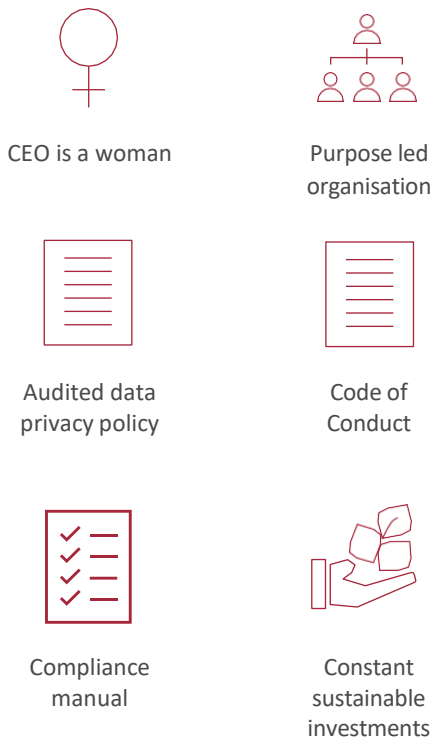 CEO is a woman
Purpose led
organisation
Audited data
privacy policy
Code of
Conduct
Compliance
manual
Constant
sustainable
investments